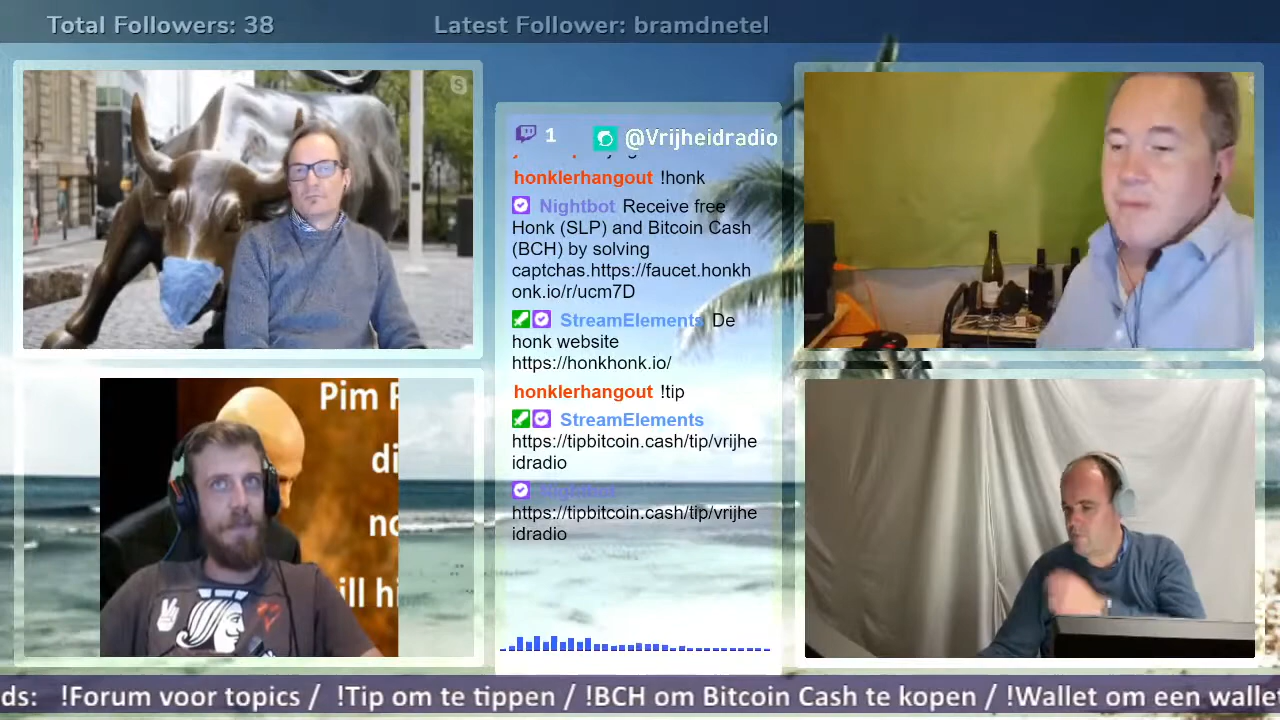 Total Followers: 38
Latest Follower: bramdnetel
1
@Vrijheidradio
honklerhangout !honk
Nightbot Receive free
Honk (SLP) and Bitcoin Cash
(BCH) by solving
captchas.https://faucet.honkh
onk.io/r/ucm7D
StreamElements De
honk website
https://honkhonk.io/
honklerhangout !tip
StreamElements
https://tipbitcoin.cash/tip/vrijhe
idradio
Nightbot
https://tipbitcoin.cash/tip/vrijhe
idradio
Pim F
di
no
ill hi
ds: !Forum voor topics / !Tip om te tippen / !BCH om Bitcoin Cash te kopen / !Wallet om een wallet